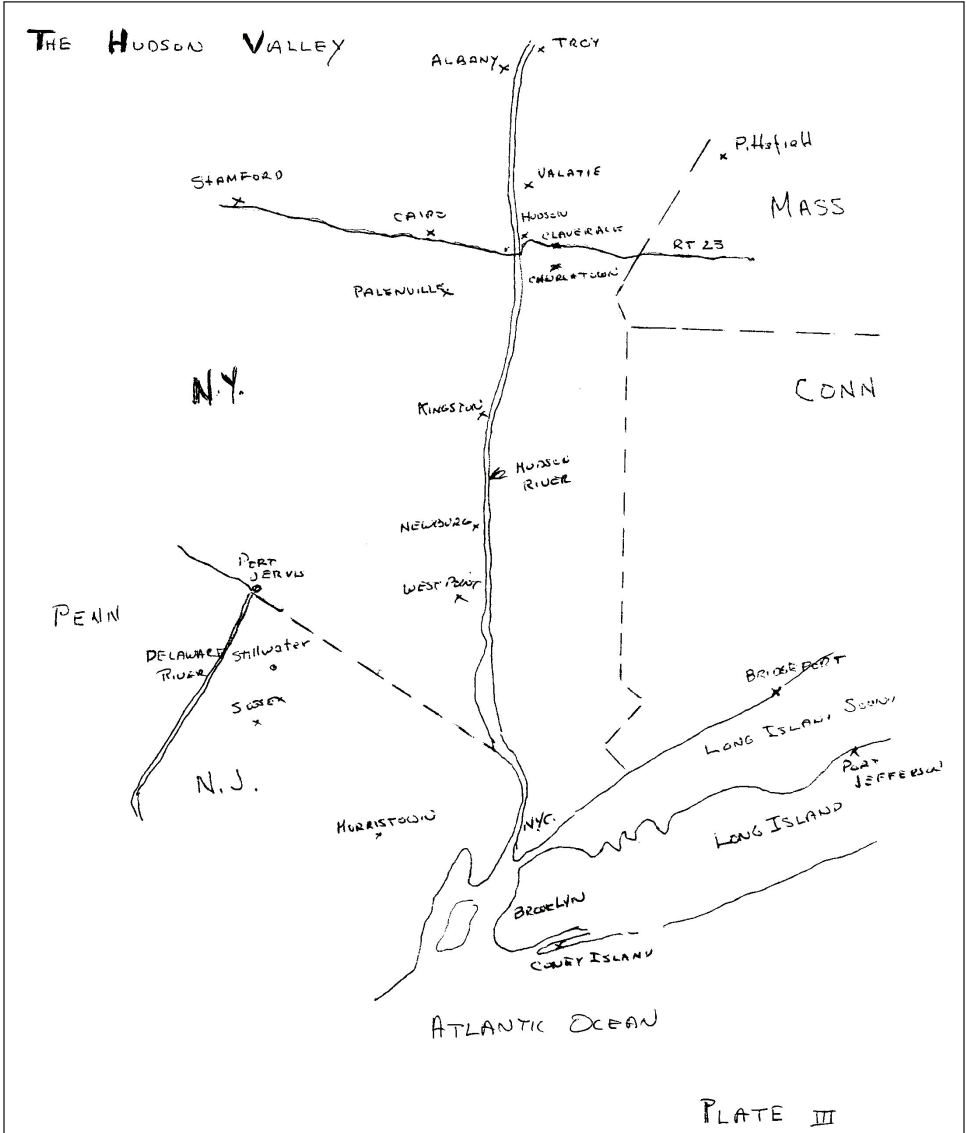 THE HUDSON VALLEY
TROY
ALBANY
Pittsfield
VALATIE
STAMFORD
MASS
CAIRO
HUDSON
CLAVERACK
RT 23
PALENVILLE
N.Y.
CONN
KINGSTON
HUDSON
RIVER
NEWBURG
PORT
JERVIS
WEST POINT
PENN
DELAWARE
RIVER
Stillwater
SUSSEX
BRIDGEPORT
LONG ISLAND SOUND
N.J.
PORT
JEFFERSON
MORRISTOWN
NYC.
LONG ISLAND
BROOKLYN
CONEY ISLAND
ATLANTIC OCEAN
PLATE III